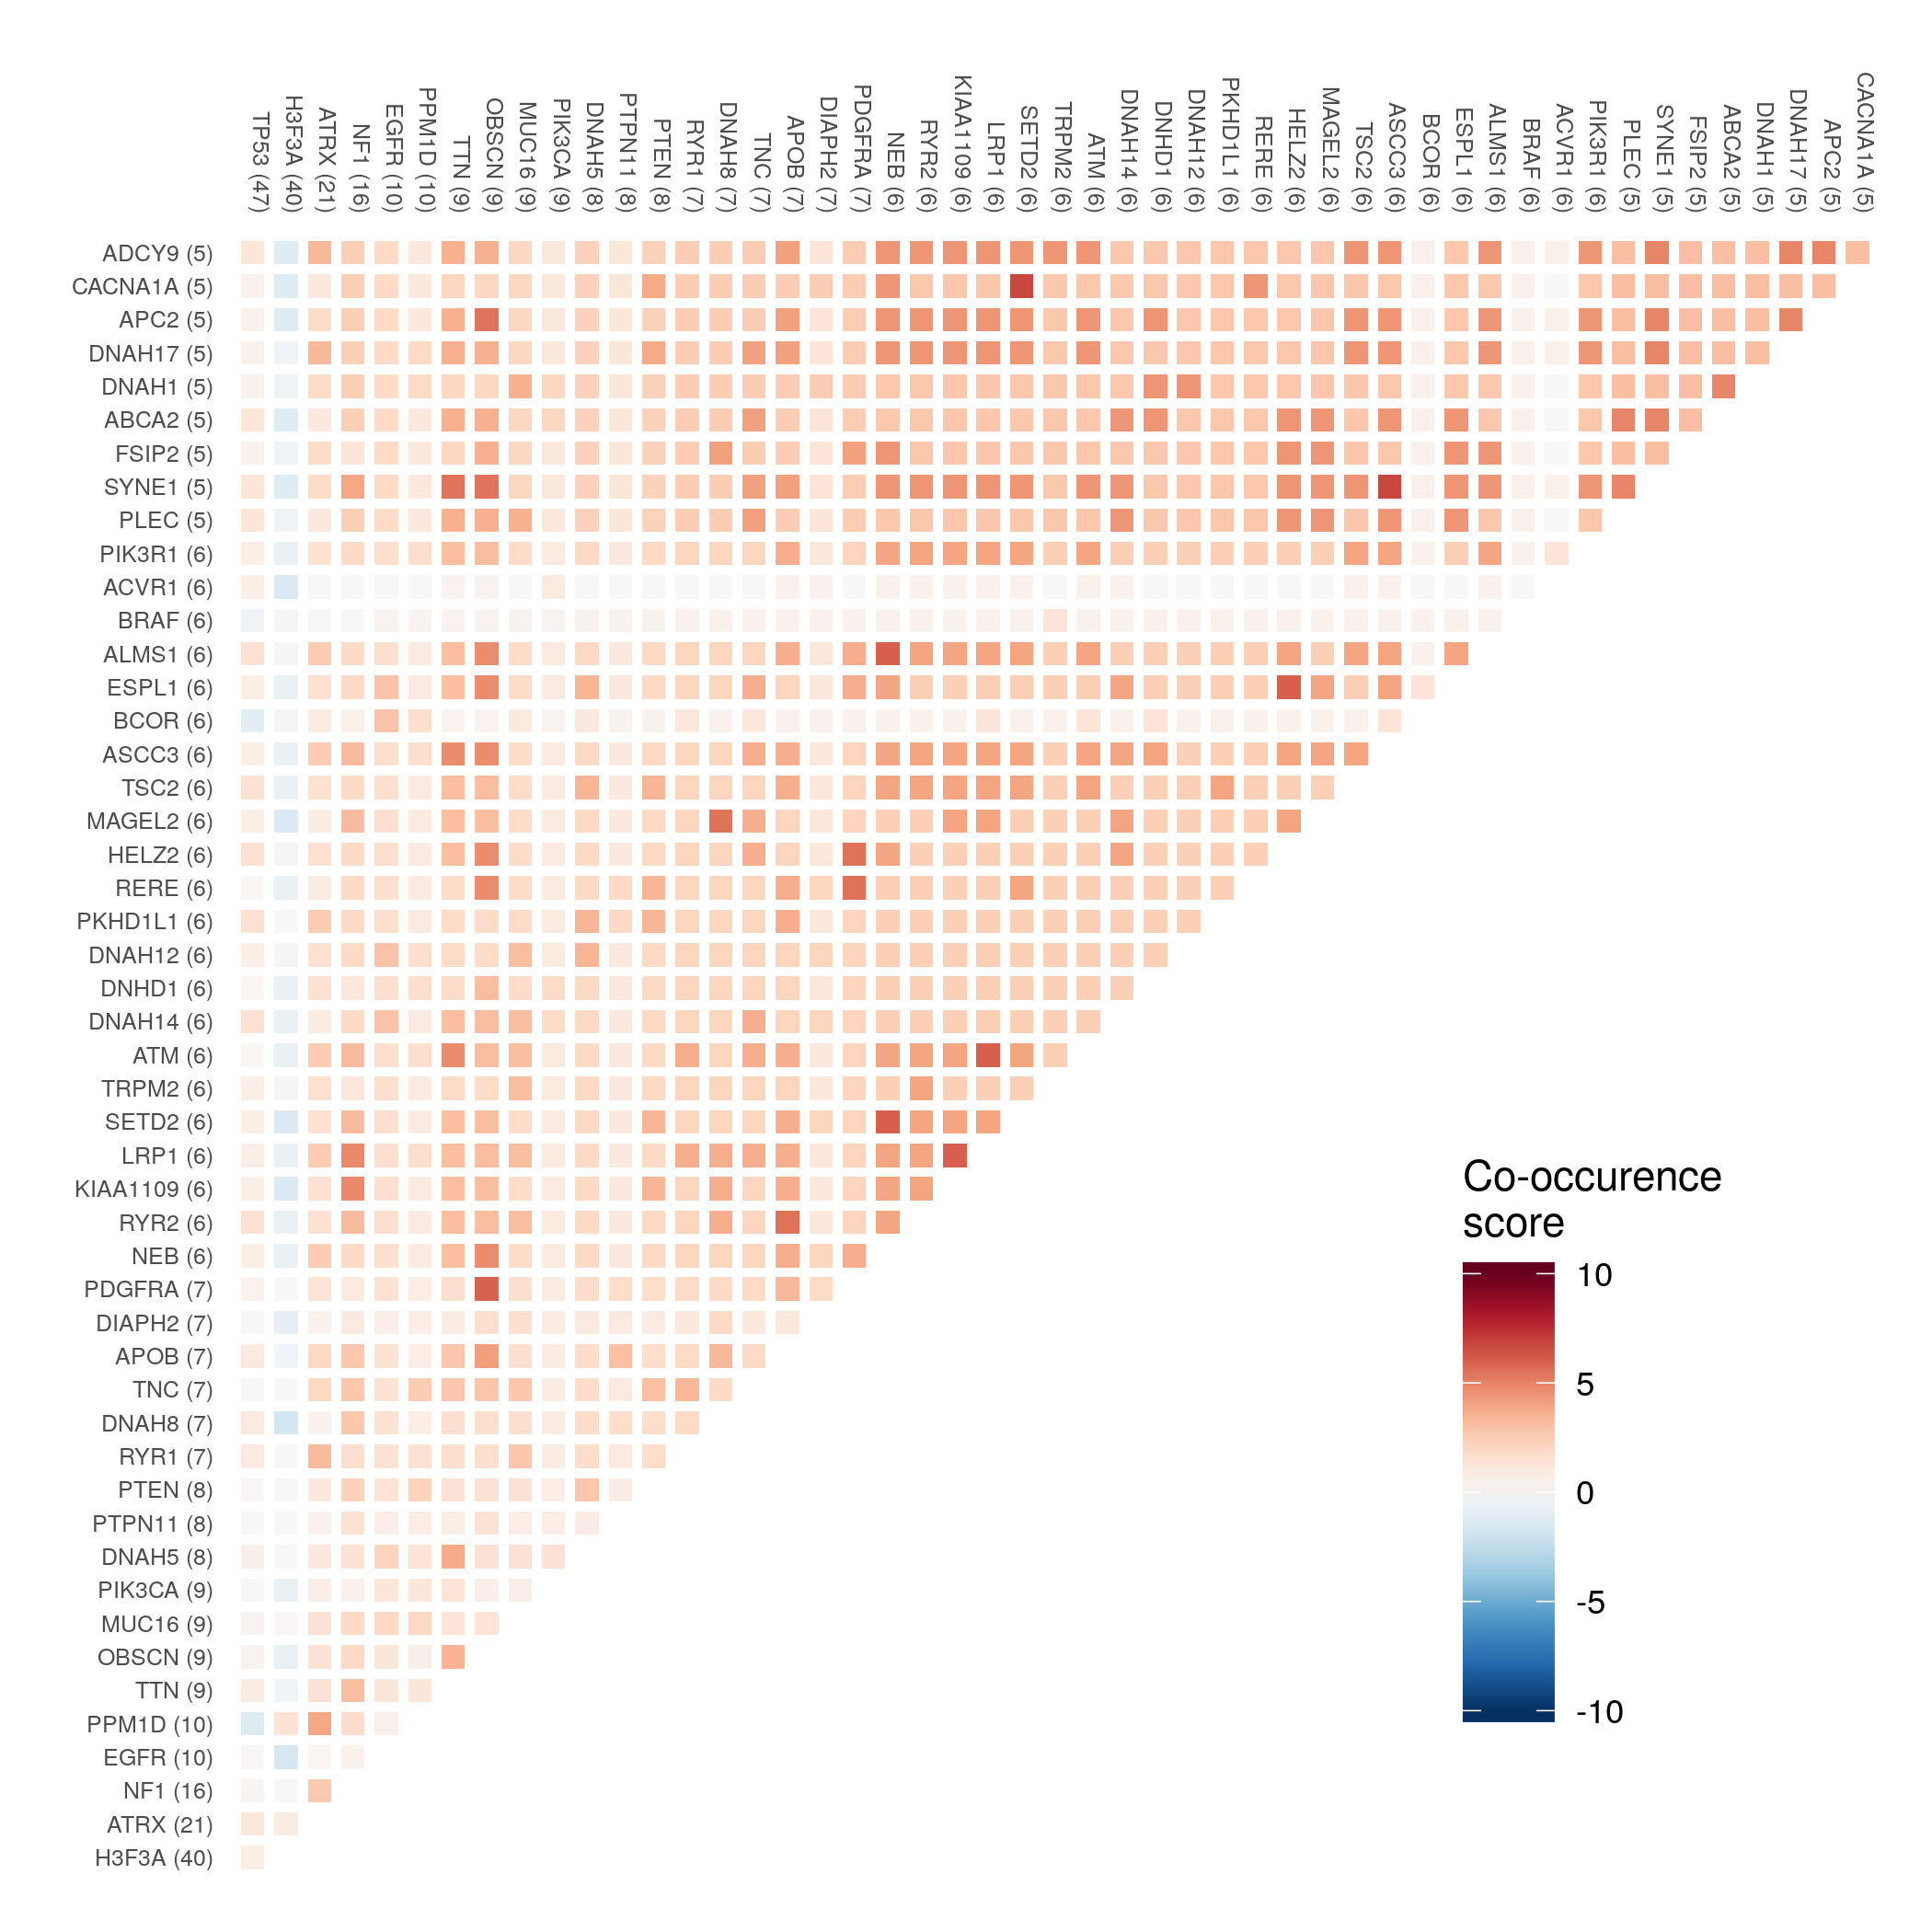 TP53 (47)
H3F3A (40)
ATRX (21)
NF1 (16)
EGFR (10)
PPM1D (10)
TTN (9)
OBSCN (9)
MUC16 (9)
PIK3CA (9)
DNAH5 (8)
PTPN11 (8)
PTEN (8)
RYR1 (7)
DNAH8 (7)
TNC (7)
APOB (7)
DIAPH2 (7)
PDGFRA (7)
NEB (6)
RYR2 (6)
KIAA1109 (6)
LRP1 (6)
SETD2 (6)
TRPM2 (6)
ATM (6)
DNAH14 (6)
DNHD1 (6)
DNAH12 (6)
PKHD1L1 (6)
RERE (6)
HELZ2 (6)
MAGEL2 (6)
TSC2 (6)
ASCC3 (6)
BCOR (6)
ESPL1 (6)
ALMS1 (6)
BRAF (6)
ACVR1 (6)
PIK3R1 (6)
PLEC (5)
SYNE1 (5)
FSIP2 (5)
ABCA2 (5)
DNAH1 (5)
DNAH17 (5)
APC2 (5)
CACNA1A (5)
ADCY9 (5)
CACNA1A (5)
APC2 (5)
DNAH17 (5)
DNAH1 (5)
ABCA2 (5)
FSIP2 (5)
SYNE1 (5)
PLEC (5)
PIK3R1 (6)
ACVR1 (6)
BRAF (6)
ALMS1 (6)
ESPL1 (6)
BCOR (6)
ASCC3 (6)
TSC2 (6)
MAGEL2 (6)
HELZ2 (6)
RERE (6)
PKHD1L1 (6)
DNAH12 (6)
DNHD1 (6)
DNAH14 (6)
ATM (6)
TRPM2 (6)
SETD2 (6)
LRP1 (6)
KIAA1109 (6)
RYR2 (6)
NEB (6)
PDGFRA (7)
DIAPH2 (7)
APOB (7)
TNC (7)
DNAH8 (7)
RYR1 (7)
PTEN (8)
PTPN11 (8)
DNAH5 (8)
PIK3CA (9)
MUC16 (9)
OBSCN (9)
TTN (9)
PPM1D (10)
EGFR (10)
NF1 (16)
ATRX (21)
H3F3A (40)
Co-occurence
score
10
5
0
-5
-10